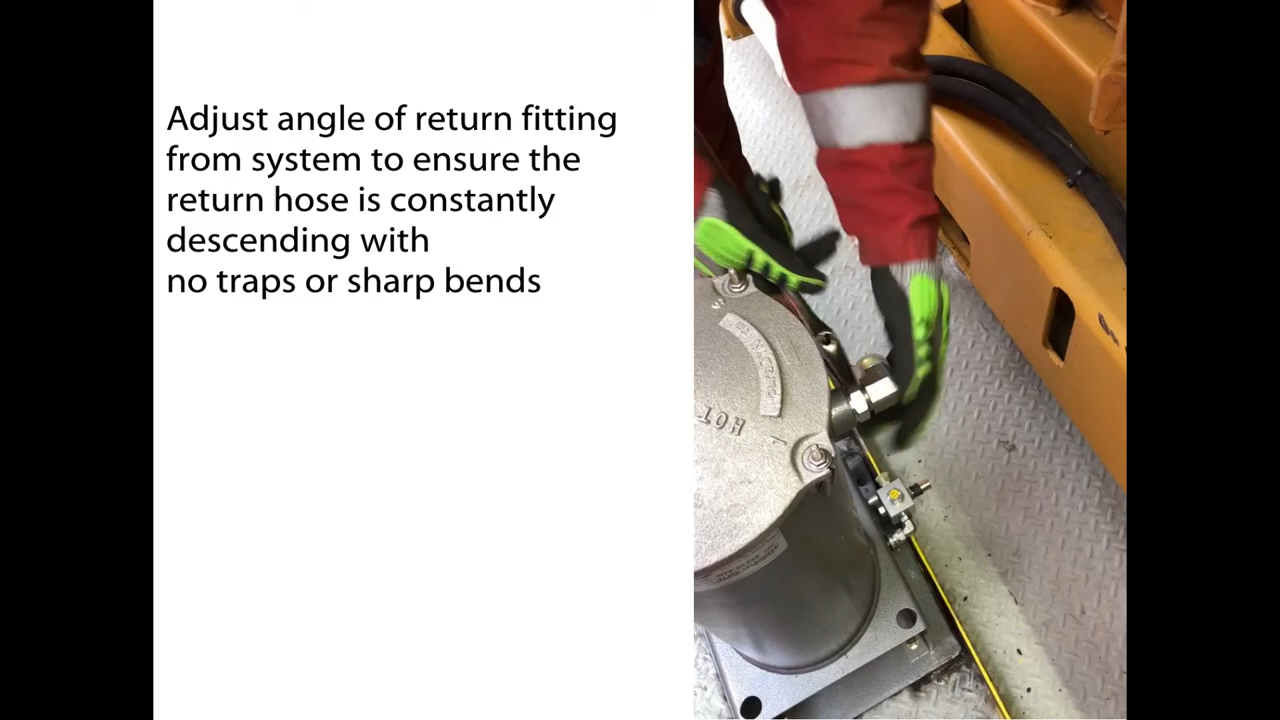 Adjust angle of return fitting
from system to ensure the
return hose is constantly
descending with
no traps or sharp bends
HOT